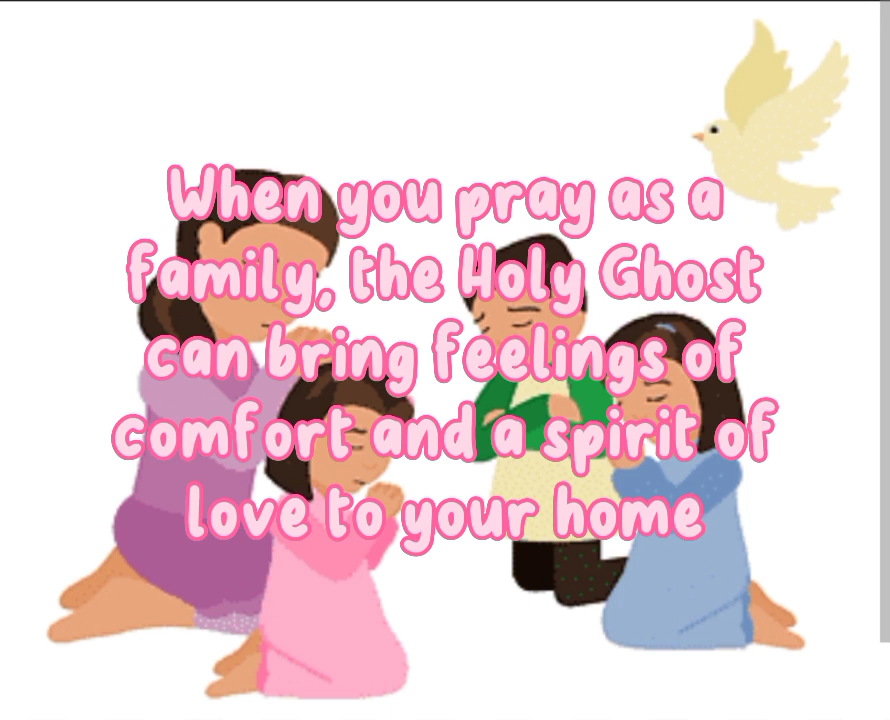 When you pray as a
family, the Holy Ghost
can bring feelings of
comfort and a spirit of
love to your home